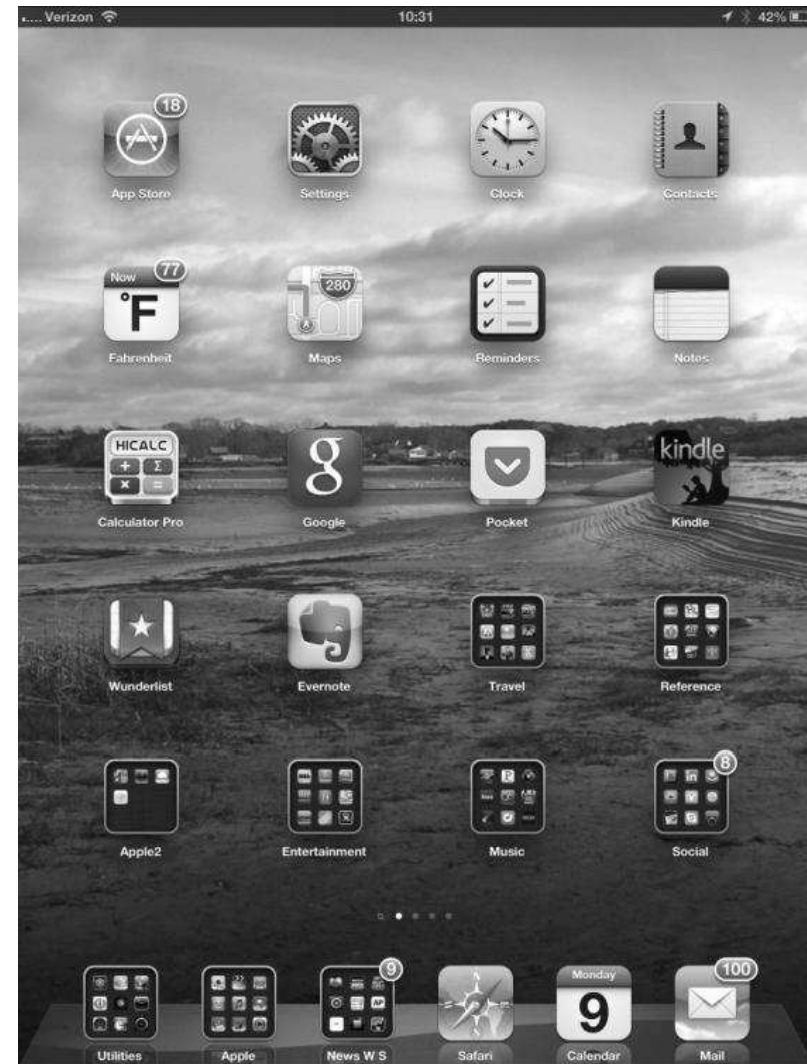 Verizon 10:31 42%
18
App Store Settings Clock Contacts
Now 77
°F 280
Fahrenheit Maps Reminders Notes
HICALC g kindle
+ Σ
× =
Calculator Pro Google Pocket Kindle
Wunderlist Evernote Travel Reference
8
in
Apple2 Entertainment Music Social
9 N Monday 100
AP 9
Utilities Apple News W S Safari Calendar Mail